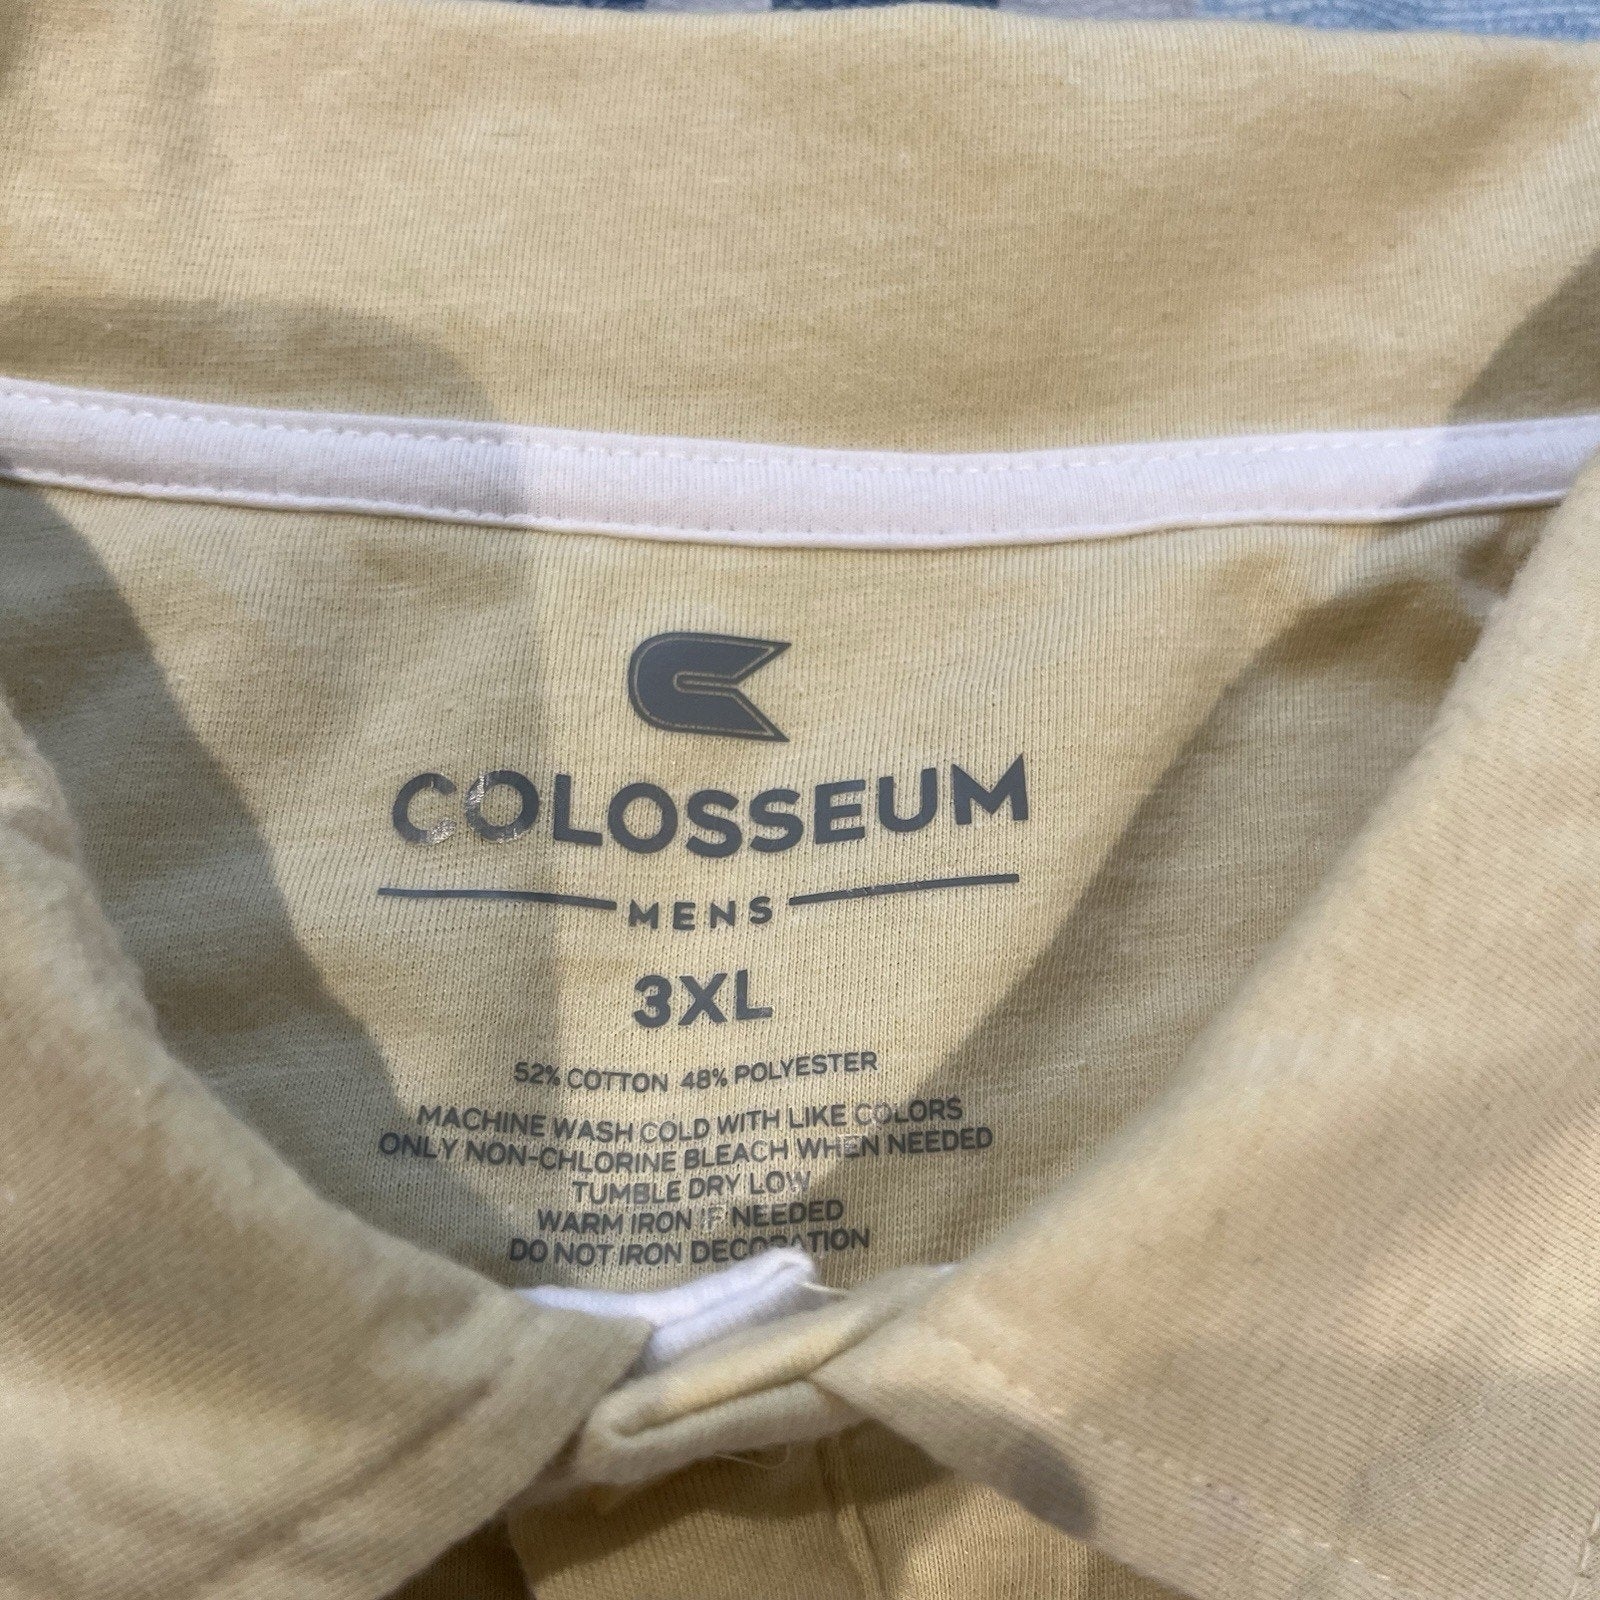 COLOSSEUM
MENS
3XL
52% COTTON 48% POLYESTER
MACHINE WASH COLD WITH LIKE COLORS
ONLY NON-CHLORINE BLEACH WHEN NEEDED
TUMBLE DRY LOW
WARM IRON IF NEEDED
DO NOT IRON DECORATION